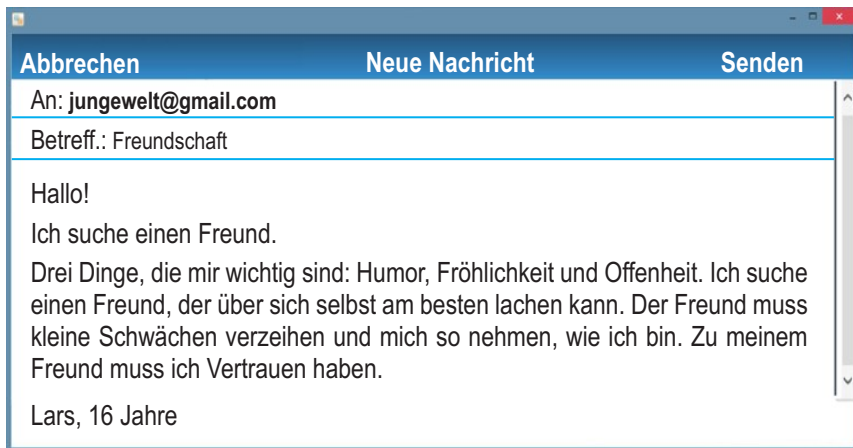 Abbrechen Neue Nachricht Senden
An: jungewelt@gmail.com
Betreff.: Freundschaft
Hallo!
Ich suche einen Freund.
Drei Dinge, die mir wichtig sind: Humor, Fröhlichkeit und Offenheit. Ich suche
einen Freund, der über sich selbst am besten lachen kann. Der Freund muss
kleine Schwächen verzeihen und mich so nehmen, wie ich bin. Zu meinem
Freund muss ich Vertrauen haben.
Lars, 16 Jahre